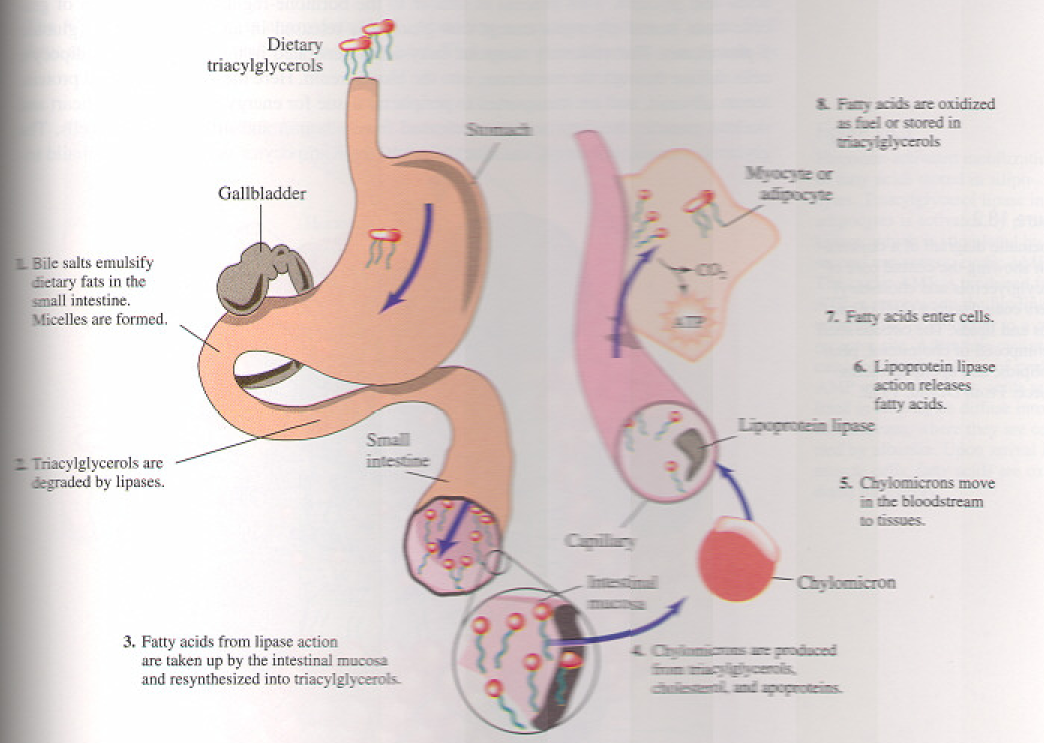 Dietary
triacylglycerols
Stomach
Gallbladder
1. Bile salts emulsify
dietary fats in the
small intestine.
Micelles are formed.
2. Triacylglycerols are
degraded by lipases.
Small
intestine
3. Fatty acids from lipase action
are taken up by the intestinal mucosa
and resynthesized into triacylglycerols.
Intestinal
mucosa
4. Chylomicrons are produced
from triacylglycerols,
cholesterol, and apoproteins.
Chylomicron
5. Chylomicrons move
in the bloodstream
to tissues.
Capillary
Lipoprotein lipase
6. Lipoprotein lipase
action releases
fatty acids.
7. Fatty acids enter cells.
8. Fatty acids are oxidized
as fuel or stored in
triacylglycerols
Myocyte or
adipocyte
CO2
ATP